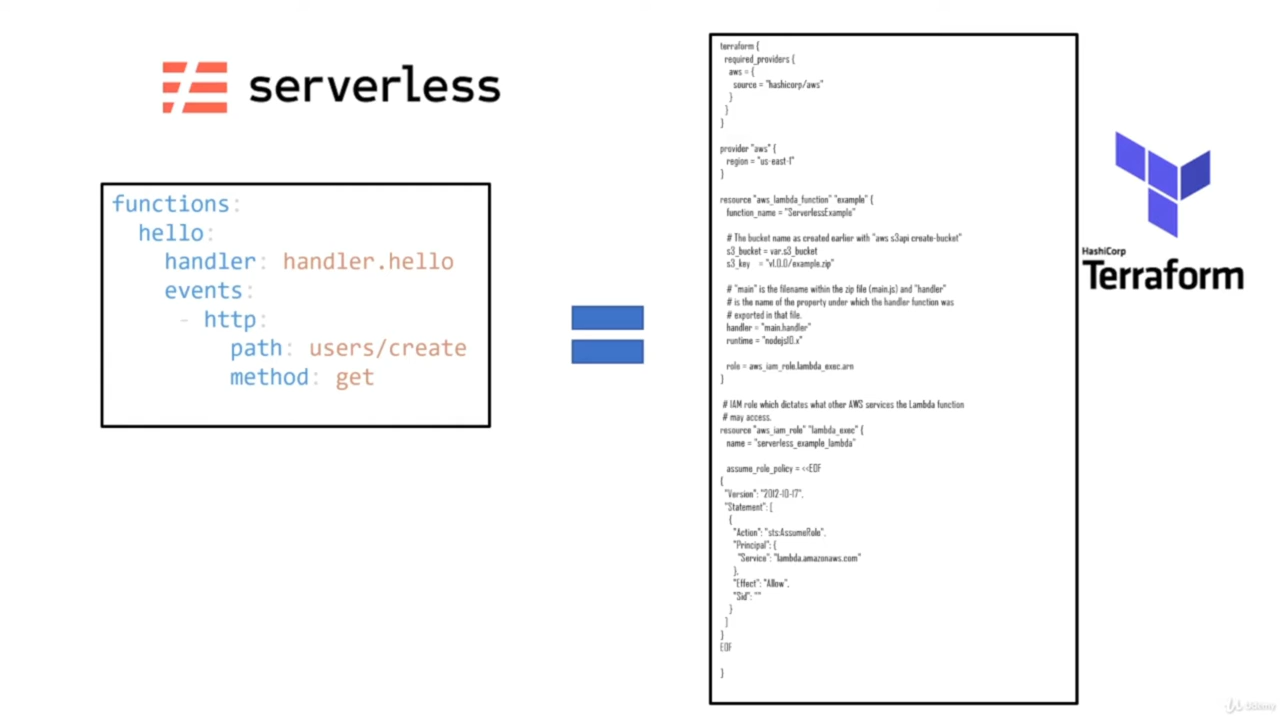 serverless
functions:
hello:
handler: handler.hello
events:
- http:
path: users/create
method: get
terraform {
required_providers {
aws = {
source = "hashicorp/aws"
}
}
}
provider "aws" {
region = "us-east-1"
}
resource "aws_lambda_function" "example" {
function_name = "ServerlessExample"
# The bucket name as created earlier with "aws s3api create-bucket"
s3_bucket = var.s3_bucket
s3_key = "v1.0.0/example.zip"
# "main" is the filename within the zip file (main.js) and "handler"
# is the name of the property under which the handler function was
# exported in that file.
handler = "main.handler"
runtime = "nodejs10.x"
role = aws_iam_role.lambda_exec.arn
}
# IAM role which dictates what other AWS services the Lambda function
# may access.
resource "aws_iam_role" "lambda_exec" {
name = "serverless_example_lambda"
assume_role_policy = <<EOF
{
"Version": "2012-10-17",
"Statement": [
{
"Action": "sts:AssumeRole",
"Principal": {
"Service": "lambda.amazonaws.com"
},
"Effect": "Allow",
"Sid": ""
}
]
}
EOF
}
HashiCorp
Terraform
Udemy